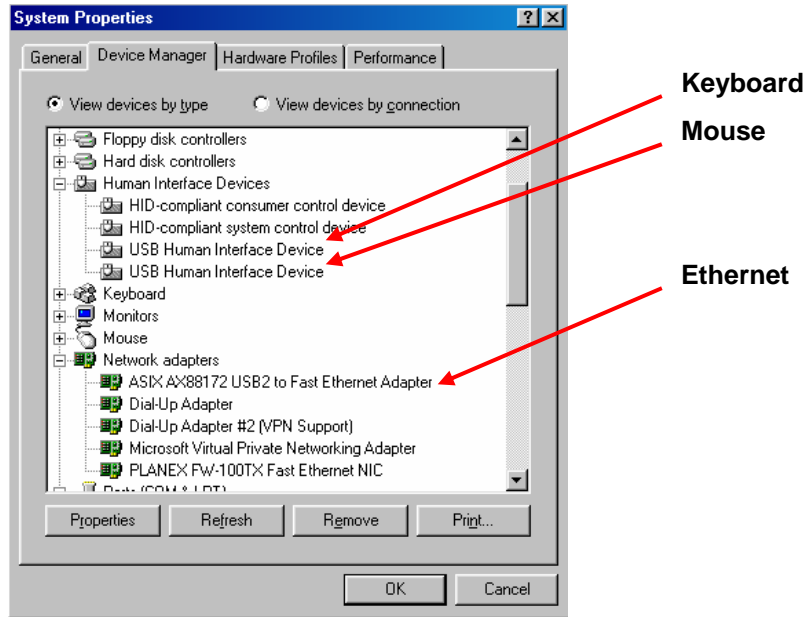 System Properties
General Device Manager Hardware Profiles Performance
View devices by type View devices by connection
Floppy disk controllers
Hard disk controllers
Human Interface Devices
HID-compliant consumer control device
HID-compliant system control device
USB Human Interface Device
USB Human Interface Device
Keyboard
Monitors
Mouse
Network adapters
ASIX AX88172 USB2 to Fast Ethernet Adapter
Dial-Up Adapter
Dial-Up Adapter #2 (VPN Support)
Microsoft Virtual Private Networking Adapter
PLANEX FW-100TX Fast Ethernet NIC
Ports (COM & LPT)
Properties Refresh Remove Print...
OK Cancel
Keyboard
Mouse
Ethernet